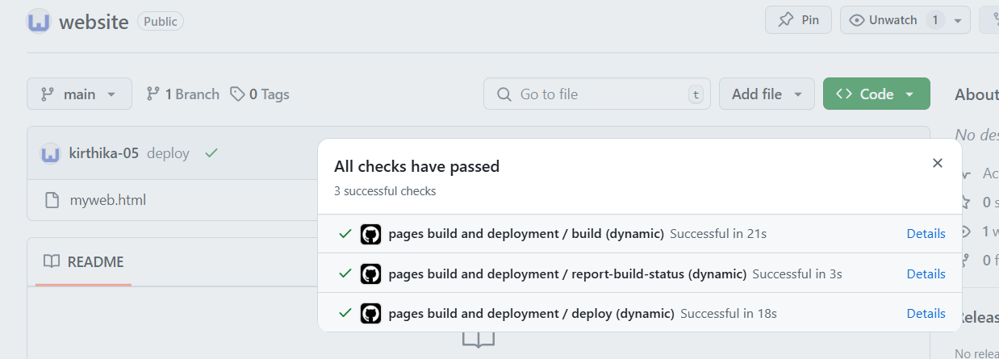 website Public
Pin
Unwatch 1
main
1 Branch
0 Tags
Go to file t
Add file
Code
About
No des
kirthika-05 deploy
myweb.html
README
All checks have passed
3 successful checks
pages build and deployment / build (dynamic) Successful in 21s Details
pages build and deployment / report-build-status (dynamic) Successful in 3s Details
pages build and deployment / deploy (dynamic) Successful in 18s Details
Ac
0 s
1 w
0 f
Releas
No relea